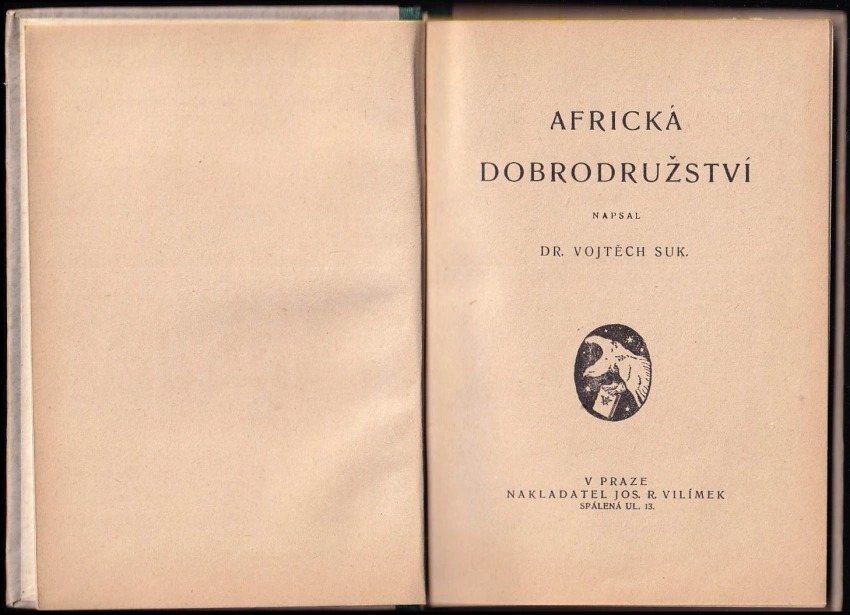 AFRICKÁ
DOBRODRUŽSTVÍ
NAPSAL
DR. VOJTĚCH SUK.
V PRAZE
NAKLADATEL JOS. R. VILÍMEK
SPÁLENÁ UL. 13.